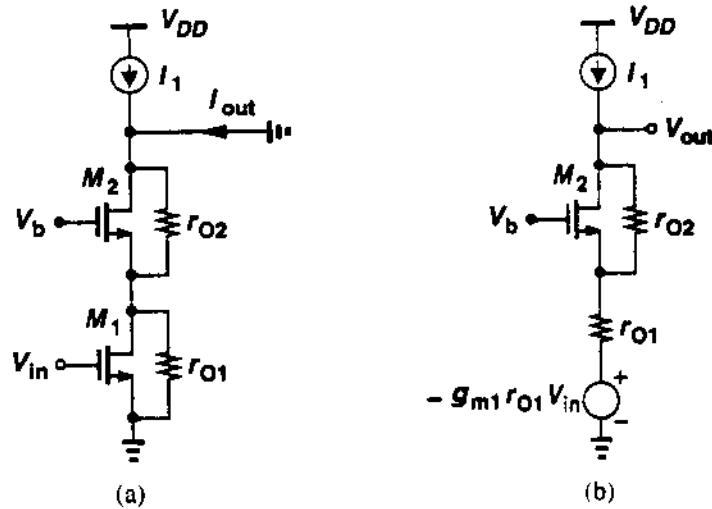 V_DD
I_1
I_out
M_2
V_b
r_O2
M_1
V_in
r_O1
(a)
V_DD
I_1
V_out
M_2
V_b
r_O2
r_O1
- g_m1 r_O1 V_in
+
-
(b)